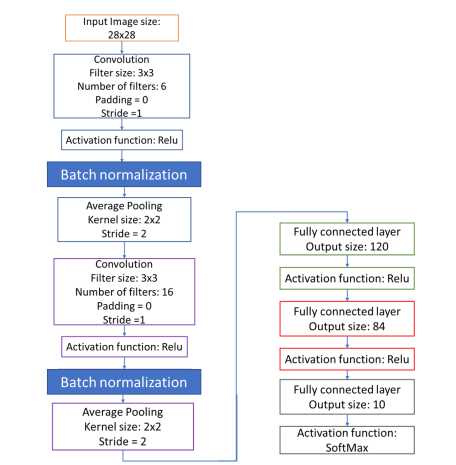 Input Image size:
28x28
Convolution
Filter size: 3x3
Number of filters: 6
Padding = 0
Stride =1
Activation function: Relu
Batch normalization
Average Pooling
Kernel size: 2x2
Stride = 2
Convolution
Filter size: 3x3
Number of filters: 16
Padding = 0
Stride =1
Activation function: Relu
Batch normalization
Average Pooling
Kernel size: 2x2
Stride = 2
Fully connected layer
Output size: 120
Activation function: Relu
Fully connected layer
Output size: 84
Activation function: Relu
Fully connected layer
Output size: 10
Activation function:
SoftMax